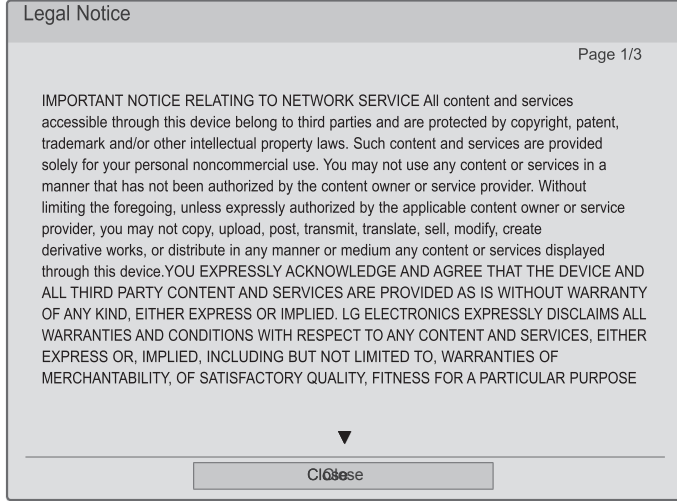 Legal Notice
Page 1/3
IMPORTANT NOTICE RELATING TO NETWORK SERVICE All content and services
accessible through this device belong to third parties and are protected by copyright, patent,
trademark and/or other intellectual property laws. Such content and services are provided
solely for your personal noncommercial use. You may not use any content or services in a
manner that has not been authorized by the content owner or service provider. Without
limiting the foregoing, unless expressly authorized by the applicable content owner or service
provider, you may not copy, upload, post, transmit, translate, sell, modify, create
derivative works, or distribute in any manner or medium any content or services displayed
through this device.YOU EXPRESSLY ACKNOWLEDGE AND AGREE THAT THE DEVICE AND
ALL THIRD PARTY CONTENT AND SERVICES ARE PROVIDED AS IS WITHOUT WARRANTY
OF ANY KIND, EITHER EXPRESS OR IMPLIED. LG ELECTRONICS EXPRESSLY DISCLAIMS ALL
WARRANTIES AND CONDITIONS WITH RESPECT TO ANY CONTENT AND SERVICES, EITHER
EXPRESS OR, IMPLIED, INCLUDING BUT NOT LIMITED TO, WARRANTIES OF
MERCHANTABILITY, OF SATISFACTORY QUALITY, FITNESS FOR A PARTICULAR PURPOSE
Close